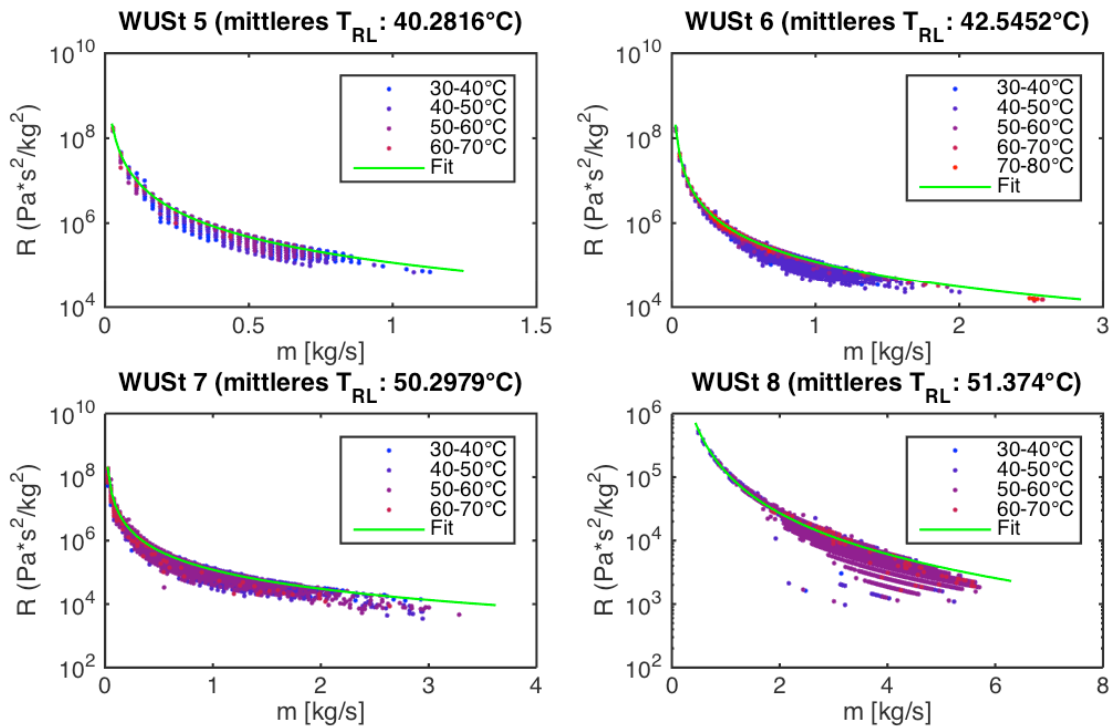 WUSt 5 (mittleres T_RL: 40.2816°C)
10^10
10^8
10^6
10^4
R (Pa*s^2/kg^2)
30-40°C
40-50°C
50-60°C
60-70°C
Fit
0
0.5
1
1.5
m [kg/s]
WUSt 6 (mittleres T_RL: 42.5452°C)
10^10
10^8
10^6
10^4
R (Pa*s^2/kg^2)
30-40°C
40-50°C
50-60°C
60-70°C
70-80°C
Fit
0
1
2
3
m [kg/s]
WUSt 7 (mittleres T_RL: 50.2979°C)
10^10
10^8
10^6
10^4
10^2
R (Pa*s^2/kg^2)
30-40°C
40-50°C
50-60°C
60-70°C
Fit
0
1
2
3
4
m [kg/s]
WUSt 8 (mittleres T_RL: 51.374°C)
10^6
10^5
10^4
10^3
10^2
R (Pa*s^2/kg^2)
30-40°C
40-50°C
50-60°C
60-70°C
Fit
0
2
4
6
8
m [kg/s]